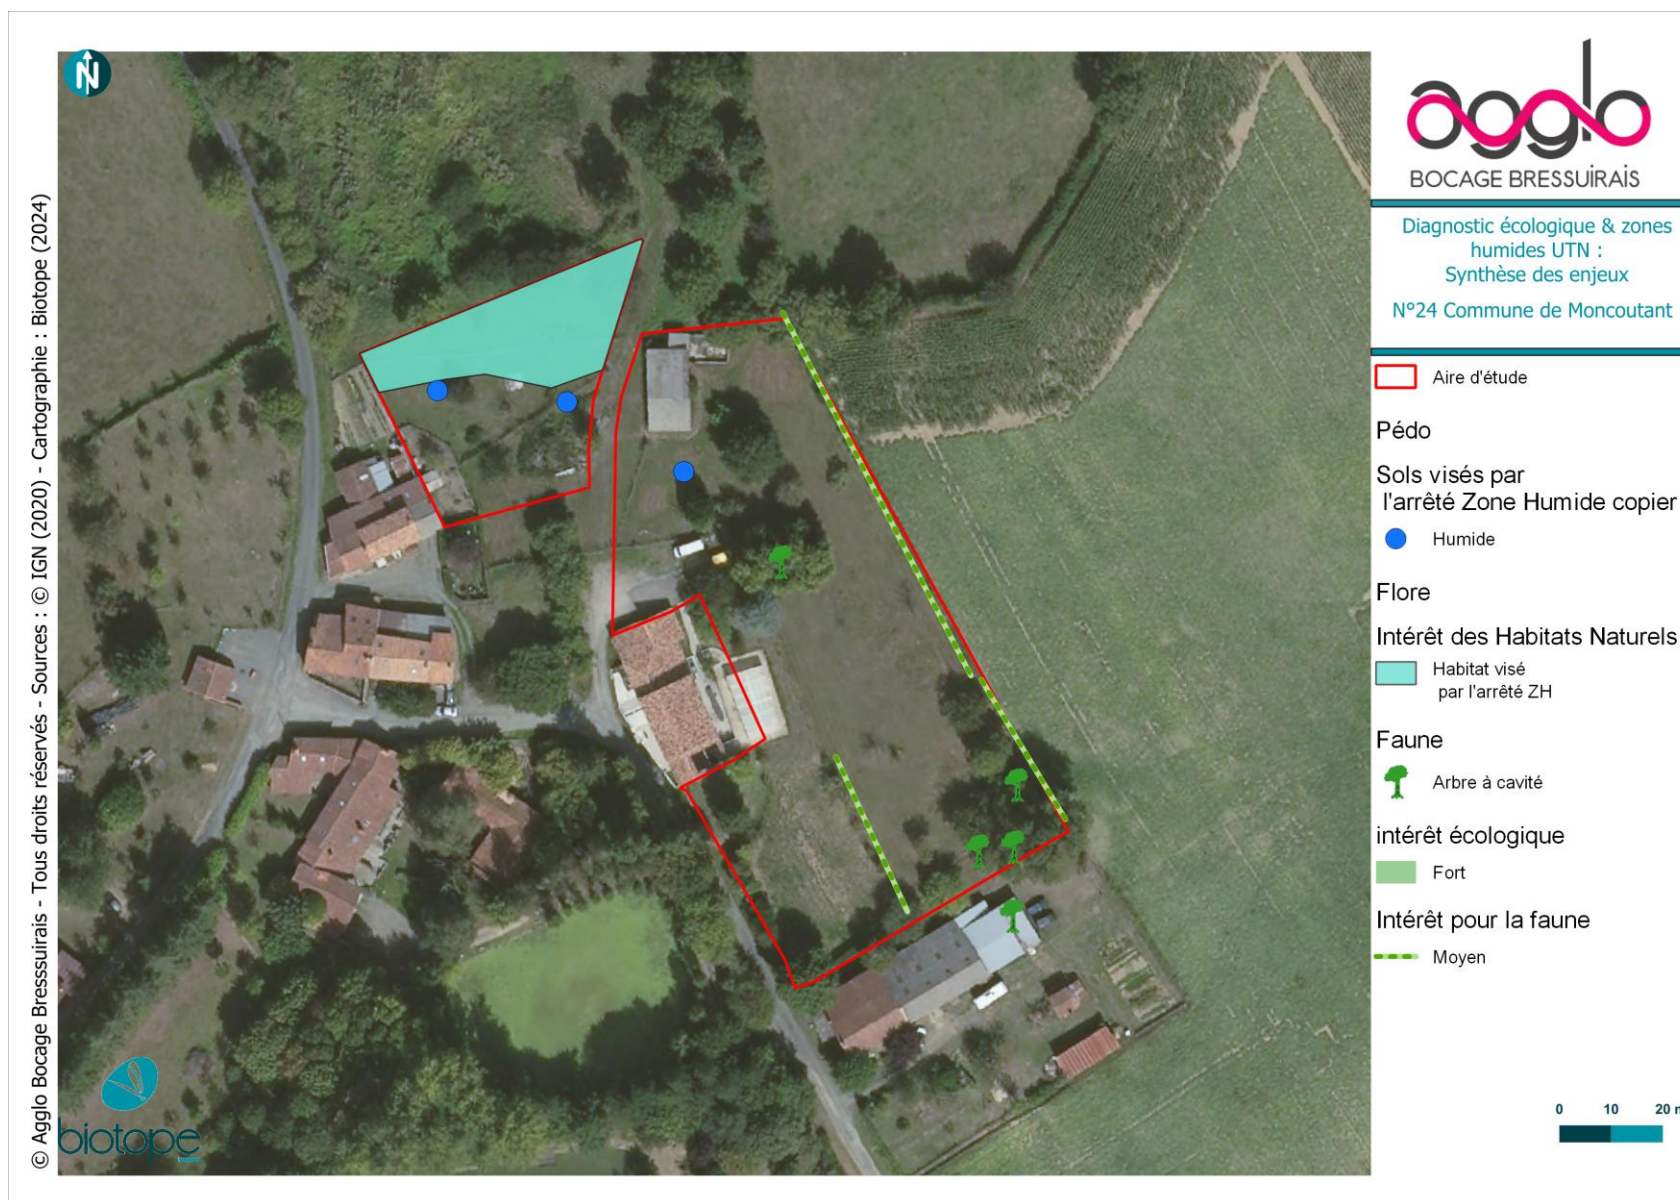 N
© Agglo Bocage Bressuirais - Tous droits réservés - Sources : © IGN (2020) - Cartographie : Biotope (2024)
agglo
BOCAGE BRESSUIRAIS
Diagnostic écologique & zones
humides UTN :
Synthèse des enjeux
N°24 Commune de Moncoutant
Aire d'étude
Pédo
Sols visés par
l'arrêté Zone Humide copier
Humide
Flore
Intérêt des Habitats Naturels
Habitat visé
par l'arrêté ZH
Faune
Arbre à cavité
intérêt écologique
Fort
Intérêt pour la faune
Moyen
0 10 20 m
biotope